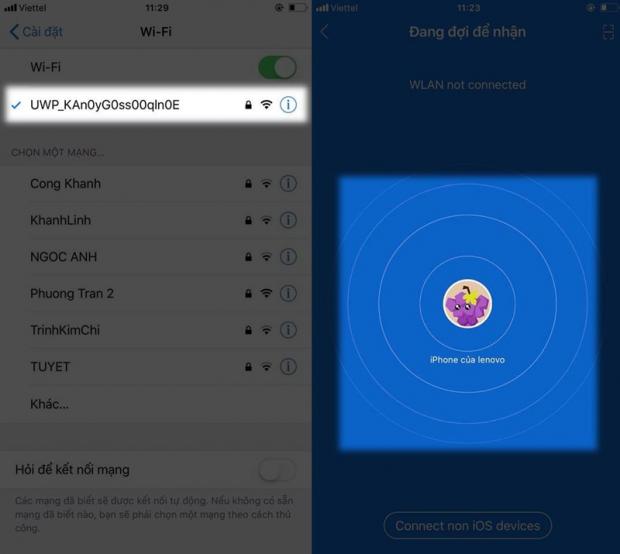 Viettel
11:29
Cài đặt
Wi-Fi
Wi-Fi
UWP_KAn0yG0ss00qln0E
CHỌN MỘT MẠNG...
Cong Khanh
KhanhLinh
NGOC ANH
Phuong Tran 2
TrinhKimChi
TUYET
Khác...
Hỏi để kết nối mạng
Các mạng đã biết sẽ được kết nối tự động. Nếu không có sẵn
mạng đã biết nào, bạn sẽ phải chọn một mạng theo cách thủ
công.
Viettel
11:23
Đang đợi để nhận
WLAN not connected
iPhone của lenovo
Connect non iOS devices